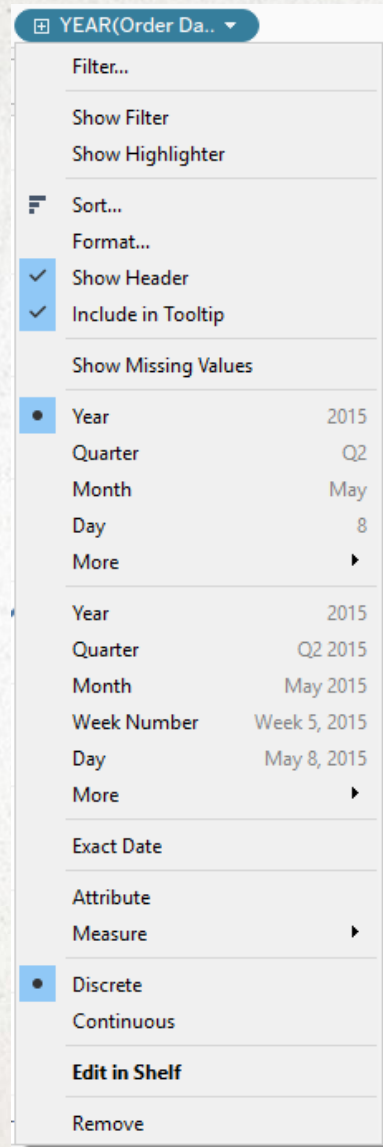 YEAR(Order Da..
Filter...
Show Filter
Show Highlighter
Sort...
Format...
Show Header
Include in Tooltip
Show Missing Values
Year 2015
Quarter Q2
Month May
Day 8
More
Year 2015
Quarter Q2 2015
Month May 2015
Week Number Week 5, 2015
Day May 8, 2015
More
Exact Date
Attribute
Measure
Discrete
Continuous
Edit in Shelf
Remove